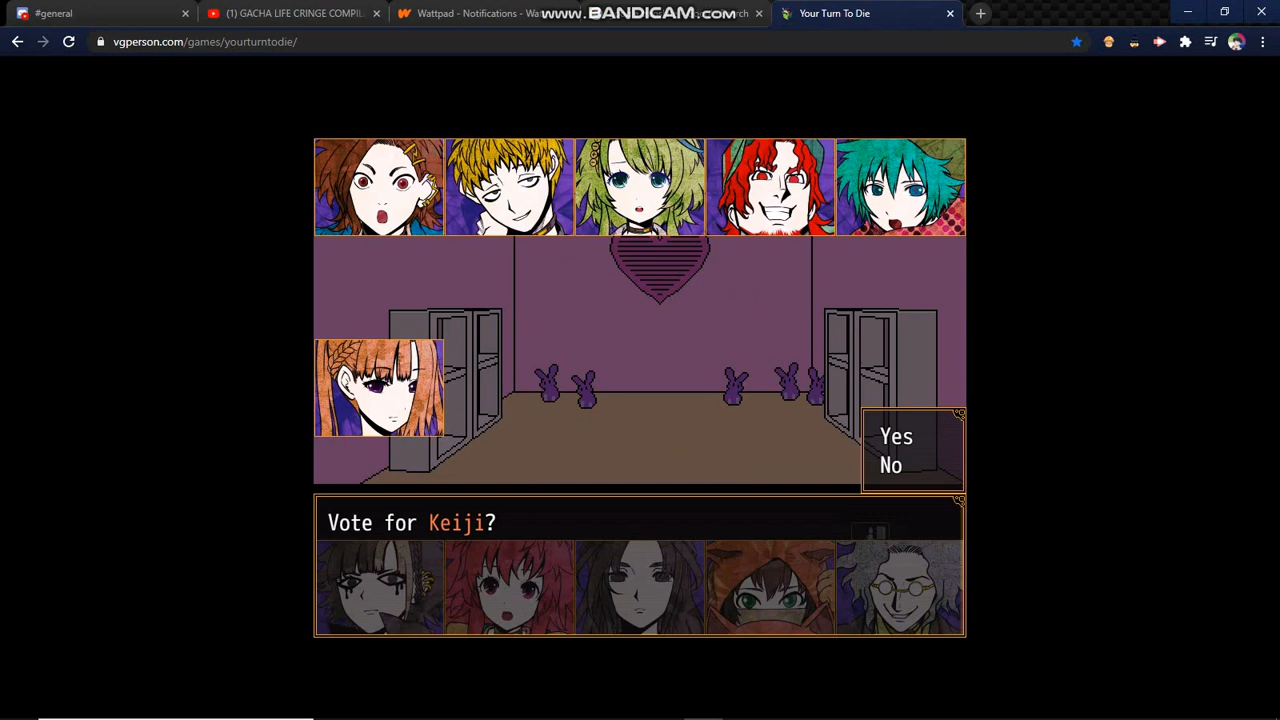 #general
(1) GACHA LIFE CRINGE COMPIL
Wattpad - Notifications - Wa
www.BANDICAM.com
rch
Your Turn To Die
vgperson.com/games/yourturntodie/
Yes
No
Vote for Keiji?